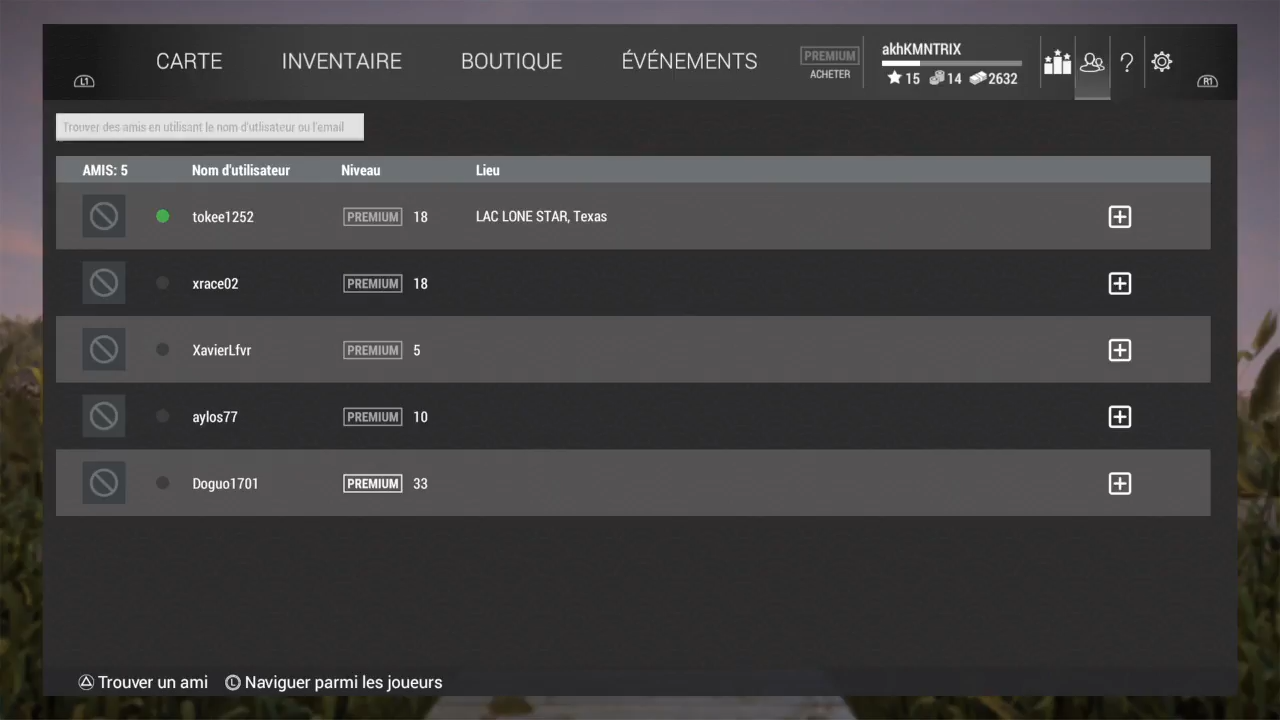 CARTE INVENTAIRE BOUTIQUE ÉVÉNEMENTS PREMIUM ACHETER akhKMNTRIX 15 14 2632 ?
L1 R1
Trouver des amis en utilisant le nom d'utlisateur ou l'email
AMIS: 5 Nom d'utilisateur Niveau Lieu
tokee1252 PREMIUM 18 LAC LONE STAR, Texas
xrace02 PREMIUM 18
XavierLfvr PREMIUM 5
aylos77 PREMIUM 10
Doguo1701 PREMIUM 33
Trouver un ami L Naviguer parmi les joueurs